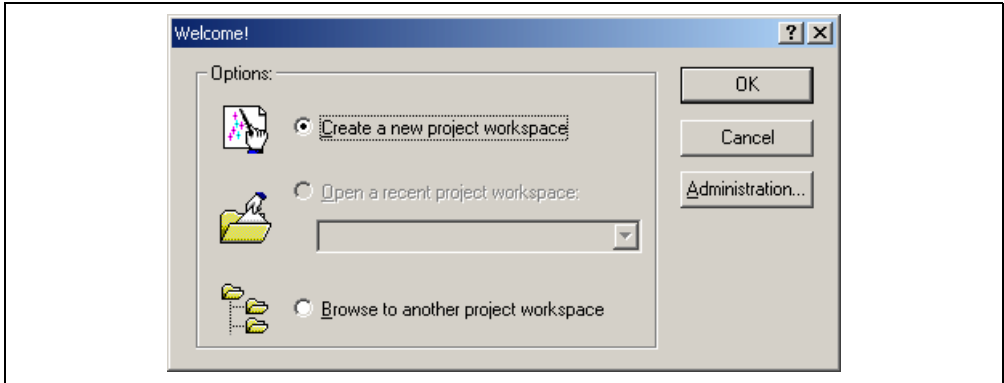 Welcome!
Options:
Create a new project workspace
Open a recent project workspace:
Browse to another project workspace
OK
Cancel
Administration...